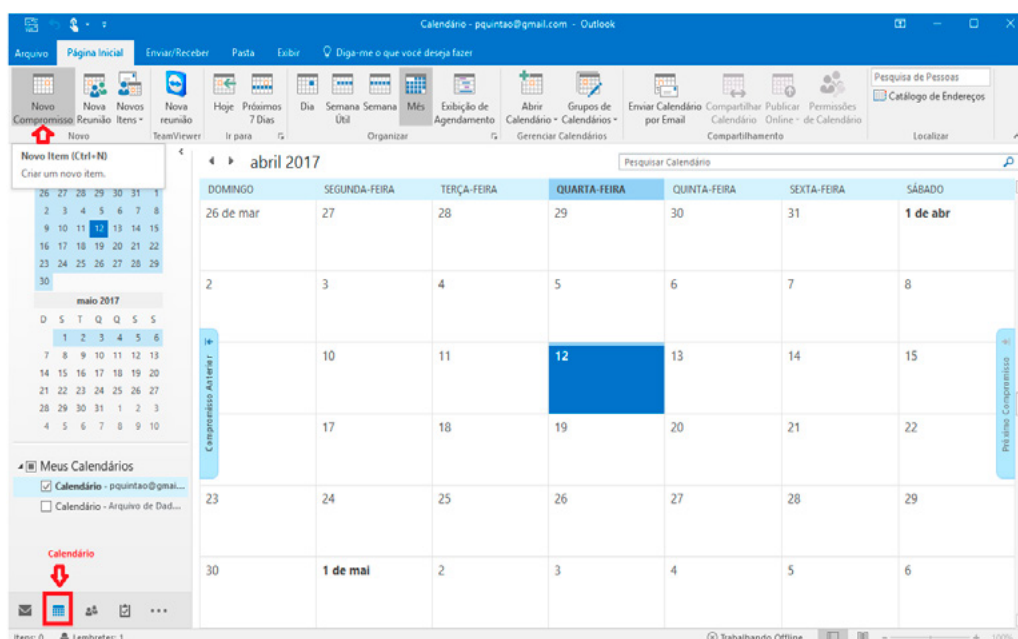 Calendário - pquintao@gmail.com - Outlook
Arquivo Página Inicial Enviar/Receber Pasta Exibir Diga-me o que você deseja fazer
Novo Compromisso
Nova Reunião
Novos Itens
Nova reunião
Hoje
Próximos 7 Dias
Dia
Semana Útil
Semana
Mês
Exibição de Agendamento
Abrir Calendário
Grupos de Calendários
Enviar Calendário por Email
Compartilhar Calendário
Publicar Online
Permissões de Calendário
Pesquisa de Pessoas
Catálogo de Endereços
Novo TeamViewer Ir para Organizar Gerenciar Calendários Compartilhamento Localizar
Novo Item (Ctrl+N)
Criar um novo item.
26 27 28 29 30 31 1
2 3 4 5 6 7 8
9 10 11 12 13 14 15
16 17 18 19 20 21 22
23 24 25 26 27 28 29
30
maio 2017
D S T Q Q S S
1 2 3 4 5 6
7 8 9 10 11 12 13
14 15 16 17 18 19 20
21 22 23 24 25 26 27
28 29 30 31 1 2 3
4 5 6 7 8 9 10
Meus Calendários
Calendário - pquintao@gmai...
Calendário - Arquivo de Dad...
Calendário
abril 2017
Pesquisar Calendário
DOMINGO SEGUNDA-FEIRA TERÇA-FEIRA QUARTA-FEIRA QUINTA-FEIRA SEXTA-FEIRA SÁBADO
26 de mar 27 28 29 30 31 1 de abr
2 3 4 5 6 7 8
10 11 12 13 14 15
17 18 19 20 21 22
23 24 25 26 27 28 29
30 1 de mai 2 3 4 5 6
Compromisso Anterior
Próximo Compromisso
Itens: 0 Lembretes: 1
Trabalhando Offline
100%